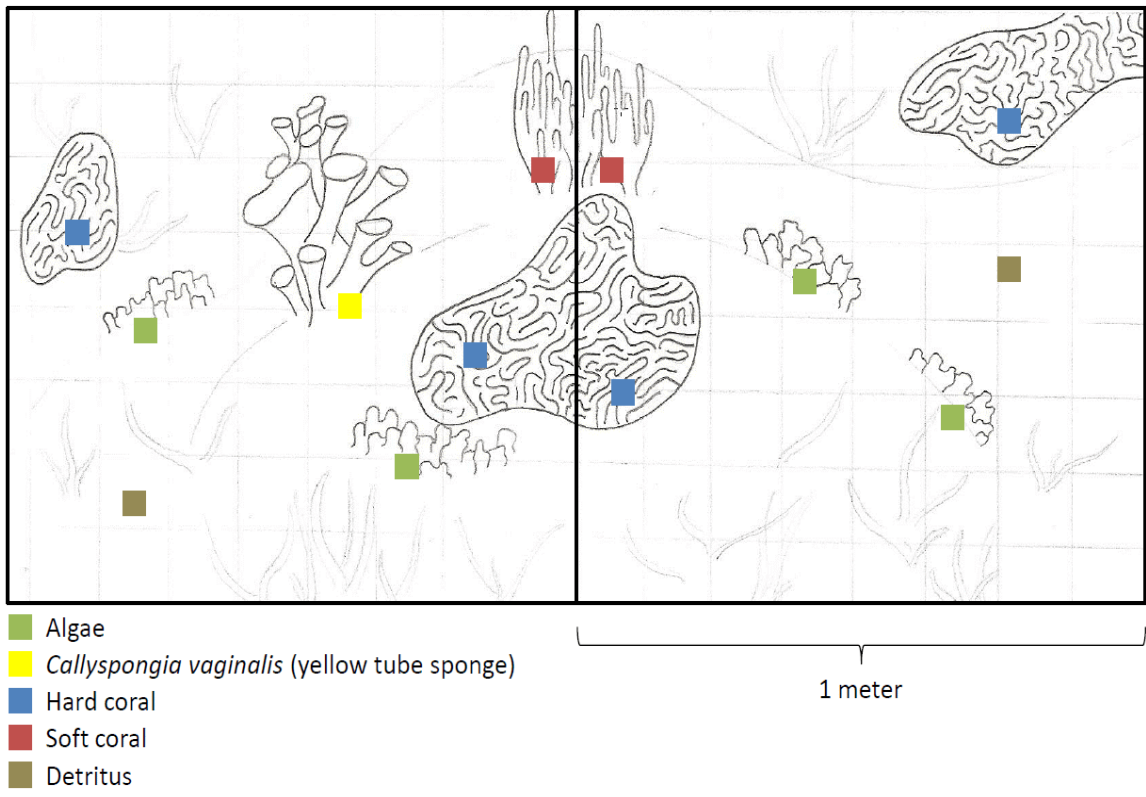 Algae
Callyspongia vaginalis (yellow tube sponge)
Hard coral
Soft coral
Detritus
1 meter